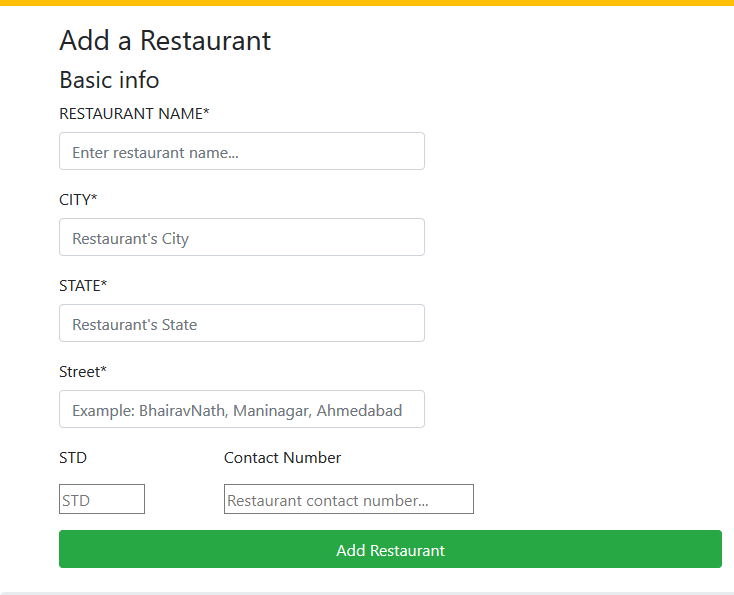 Add a Restaurant
Basic info
RESTAURANT NAME*
Enter restaurant name...
CITY*
Restaurant's City
STATE*
Restaurant's State
Street*
Example: BhairavNath, Maninagar, Ahmedabad
STD Contact Number
STD Restaurant contact number...
Add Restaurant